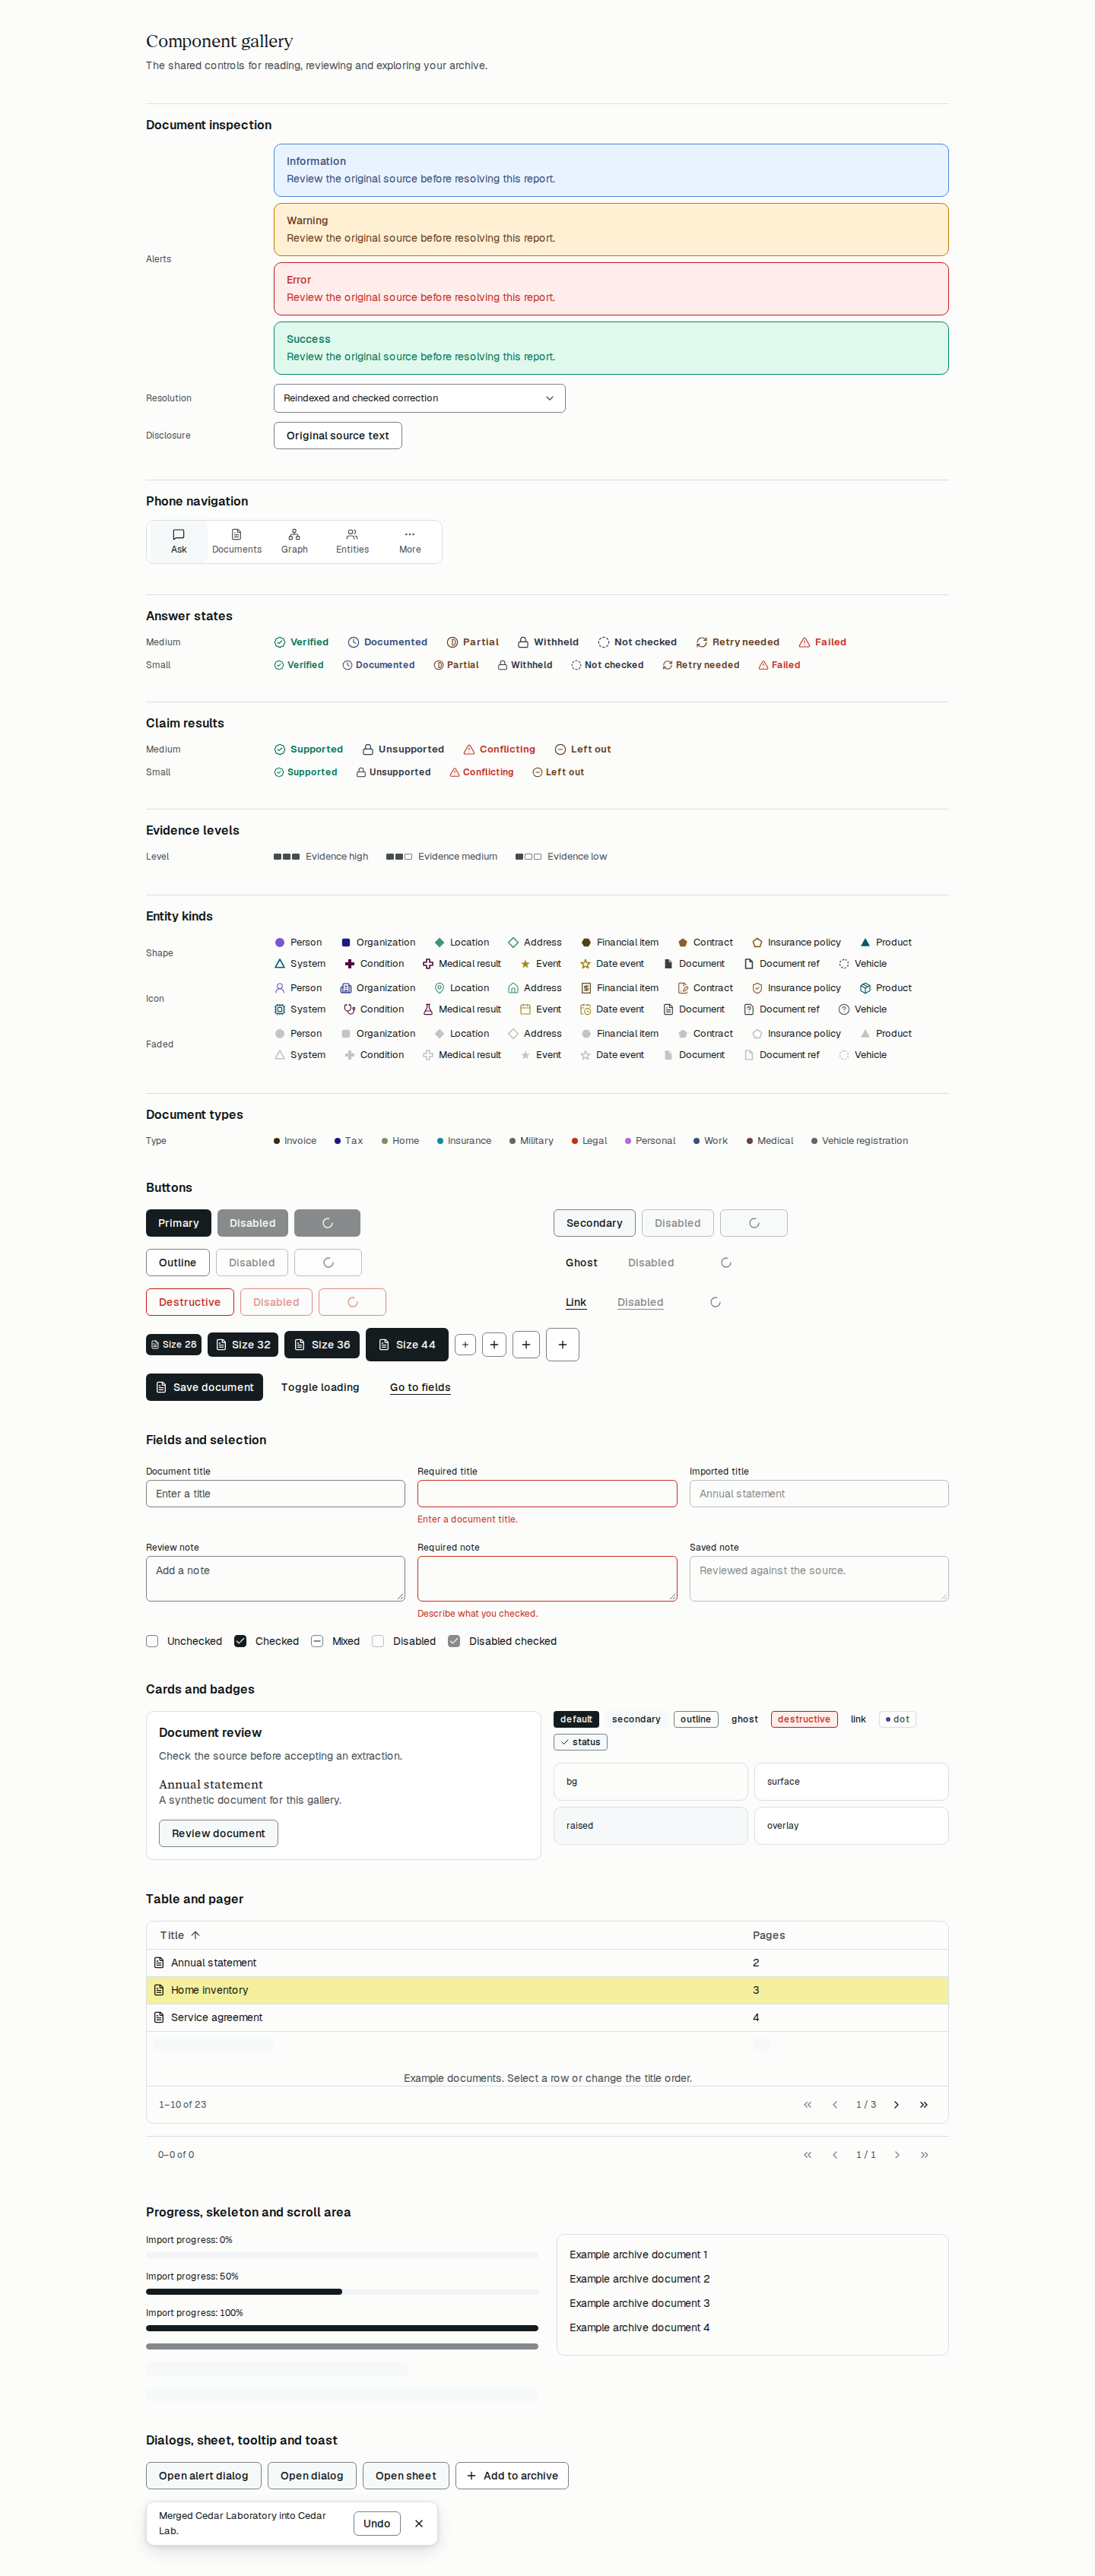 Component gallery
The shared controls for reading, reviewing and exploring your archive.
Document inspection
Alerts
Information
Review the original source before resolving this report.
Warning
Review the original source before resolving this report.
Error
Review the original source before resolving this report.
Success
Review the original source before resolving this report.
Resolution
Reindexed and checked correction
Disclosure
Original source text
Phone navigation
Ask Documents Graph Entities More
Answer states
Medium Verified Documented Partial Withheld Not checked Retry needed Failed
Small Verified Documented Partial Withheld Not checked Retry needed Failed
Claim results
Medium Supported Unsupported Conflicting Left out
Small Supported Unsupported Conflicting Left out
Evidence levels
Level Evidence high Evidence medium Evidence low
Entity kinds
Shape
Person Organization Location Address Financial item Contract Insurance policy Product
System Condition Medical result Event Date event Document Document ref Vehicle
Icon
Person Organization Location Address Financial item Contract Insurance policy Product
System Condition Medical result Event Date event Document Document ref Vehicle
Faded
Person Organization Location Address Financial item Contract Insurance policy Product
System Condition Medical result Event Date event Document Document ref Vehicle
Document types
Type Invoice Tax Home Insurance Military Legal Personal Work Medical Vehicle registration
Buttons
Primary Disabled Secondary Disabled
Outline Disabled Ghost Disabled
Destructive Disabled Link Disabled
Size 28 Size 32 Size 36 Size 44
Save document Toggle loading Go to fields
Fields and selection
Document title Required title Imported title
Enter a title Annual statement
Enter a document title.
Review note Required note Saved note
Add a note Reviewed against the source.
Describe what you checked.
Unchecked Checked Mixed Disabled Disabled checked
Cards and badges
Document review
Check the source before accepting an extraction.
Annual statement
A synthetic document for this gallery.
Review document
default secondary outline ghost destructive link dot
status
bg surface
raised overlay
Table and pager
Title Pages
Annual statement 2
Home inventory 3
Service agreement 4
Example documents. Select a row or change the title order.
1–10 of 23 1 / 3
0–0 of 0 1 / 1
Progress, skeleton and scroll area
Import progress: 0%
Import progress: 50%
Import progress: 100%
Example archive document 1
Example archive document 2
Example archive document 3
Example archive document 4
Dialogs, sheet, tooltip and toast
Open alert dialog Open dialog Open sheet Add to archive
Merged Cedar Laboratory into Cedar
Lab.
Undo